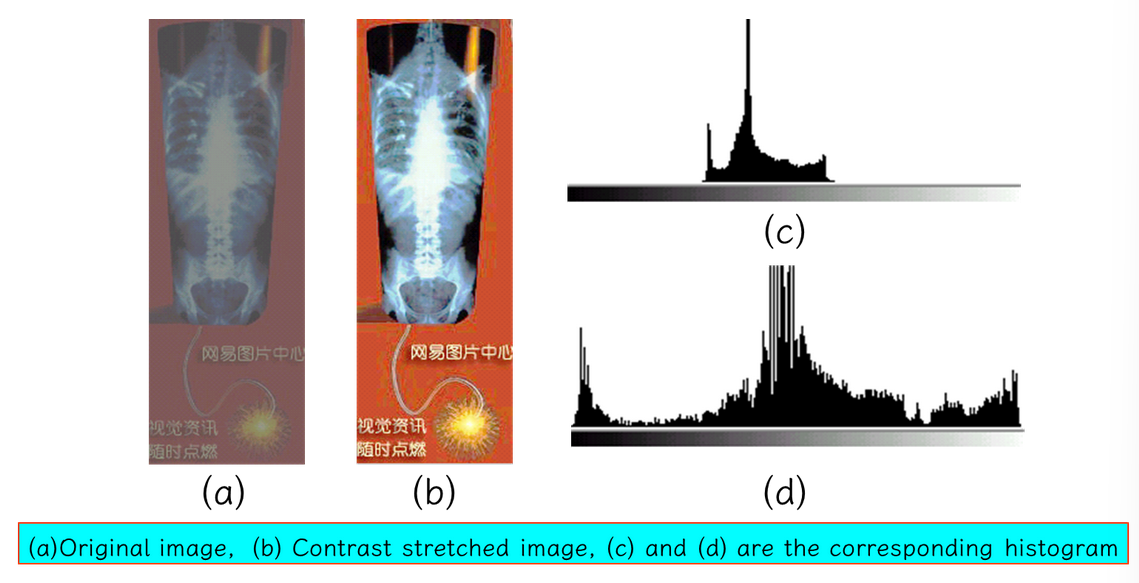 网易图片中心
视觉资讯
随时点燃
网易图片中心
视觉资讯
随时点燃
(a)
(b)
(c)
(d)
(a)Original image, (b) Contrast stretched image, (c) and (d) are the corresponding histogram